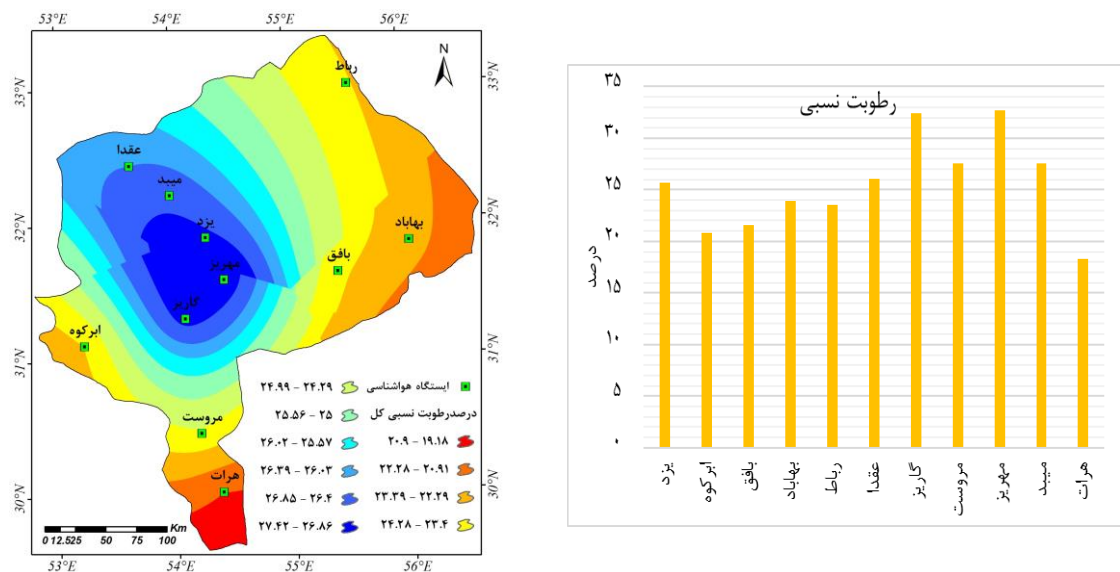 53°E 54°E 55°E 56°E
33°N
32°N
31°N
30°N
33°N
32°N
31°N
30°N
N
رباط
عقدا
میبد
یزد
بهاباد
بافق
مهریز
گاریز
ابرکوه
مروست
هرات
ایستگاه هواشناسی
درصدرطوبت نسبی کل
۲۰.۹ - ۱۹.۱۸
۲۲.۲۸ - ۲۰.۹۱
۲۳.۳۹ - ۲۲.۲۹
۲۴.۲۸ - ۲۳.۴
۲۴.۹۹ - ۲۴.۲۹
۲۵.۵۶ - ۲۵
۲۶.۰۲ - ۲۵.۵۷
۲۶.۳۹ - ۲۶.۰۳
۲۶.۸۵ - ۲۶.۴
۲۷.۴۲ - ۲۶.۸۶
Km
0 12.525 50 75 100
53°E 54°E 55°E 56°E
رطوبت نسبی
درصد
۳۵
۳۰
۲۵
۲۰
۱۵
۱۰
۵
۰
یزد
ابرکوه
بافق
بهاباد
رباط
عقدا
گاریز
مروست
مهریز
میبد
هرات